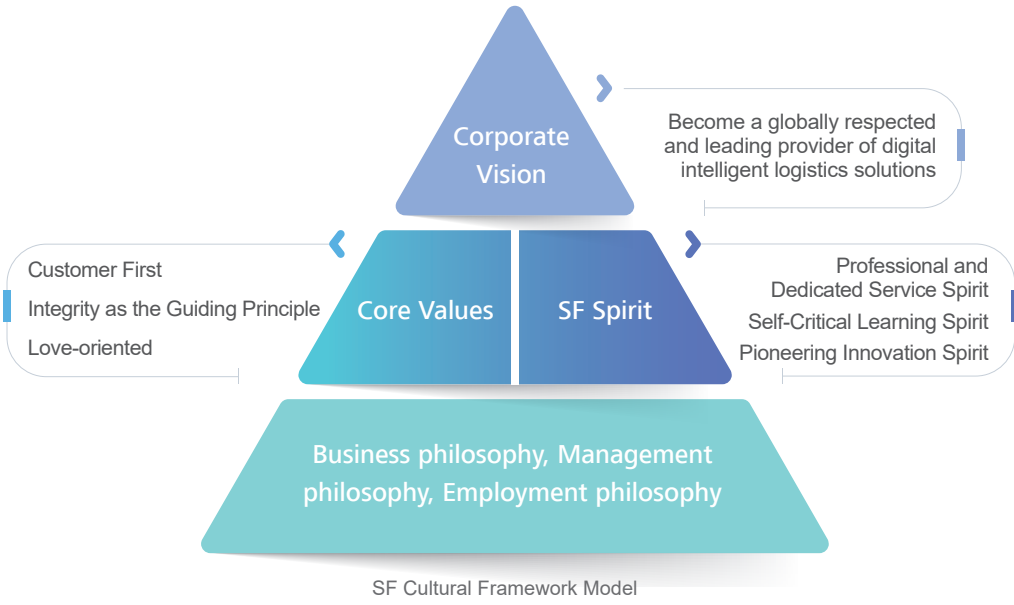 Corporate
Vision
Become a globally respected
and leading provider of digital
intelligent logistics solutions
Customer First
Integrity as the Guiding Principle
Love-oriented
Core Values
SF Spirit
Professional and
Dedicated Service Spirit
Self-Critical Learning Spirit
Pioneering Innovation Spirit
Business philosophy, Management
philosophy, Employment philosophy
SF Cultural Framework Model